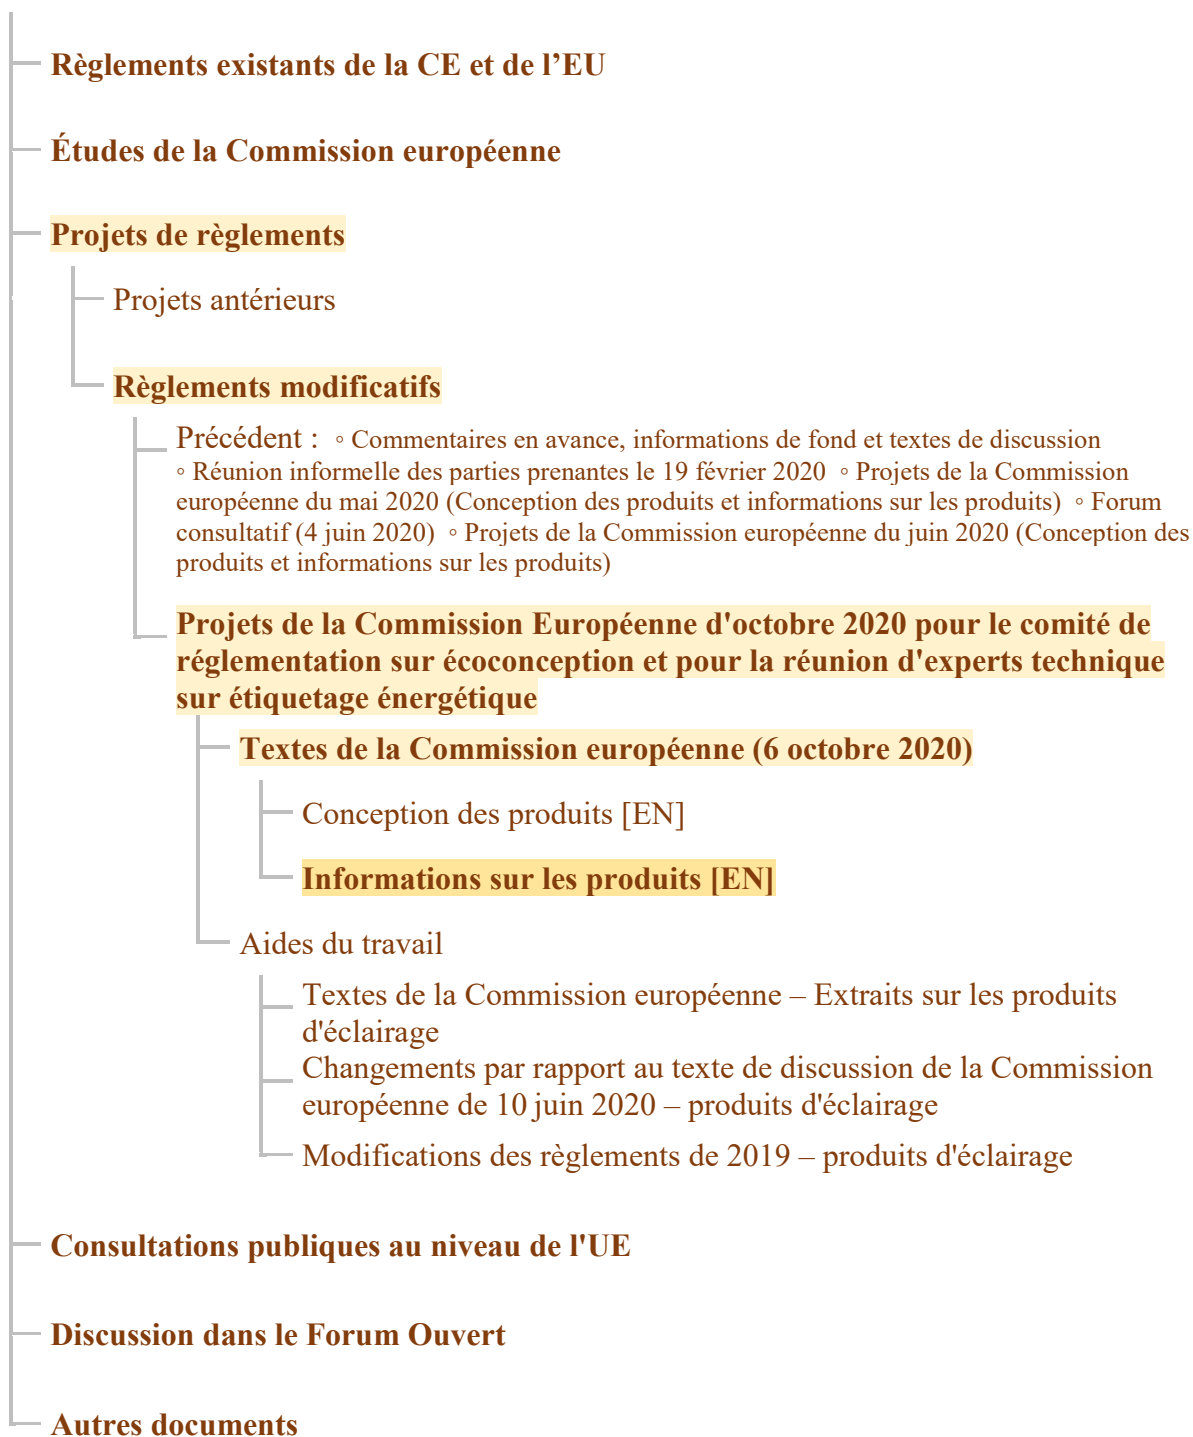 Règlements existants de la CE et de l’EU
Études de la Commission européenne
Projets de règlements
Projets antérieurs
Règlements modificatifs
Précédent : ◦ Commentaires en avance, informations de fond et textes de discussion
◦ Réunion informelle des parties prenantes le 19 février 2020 ◦ Projets de la Commission
européenne du mai 2020 (Conception des produits et informations sur les produits) ◦ Forum
consultatif (4 juin 2020) ◦ Projets de la Commission européenne du juin 2020 (Conception des
produits et informations sur les produits)
Projets de la Commission Européenne d'octobre 2020 pour le comité de
réglementation sur écoconception et pour la réunion d'experts technique
sur étiquetage énergétique
Textes de la Commission européenne (6 octobre 2020)
Conception des produits [EN]
Informations sur les produits [EN]
Aides du travail
Textes de la Commission européenne – Extraits sur les produits
d'éclairage
Changements par rapport au texte de discussion de la Commission
européenne de 10 juin 2020 – produits d'éclairage
Modifications des règlements de 2019 – produits d'éclairage
Consultations publiques au niveau de l'UE
Discussion dans le Forum Ouvert
Autres documents